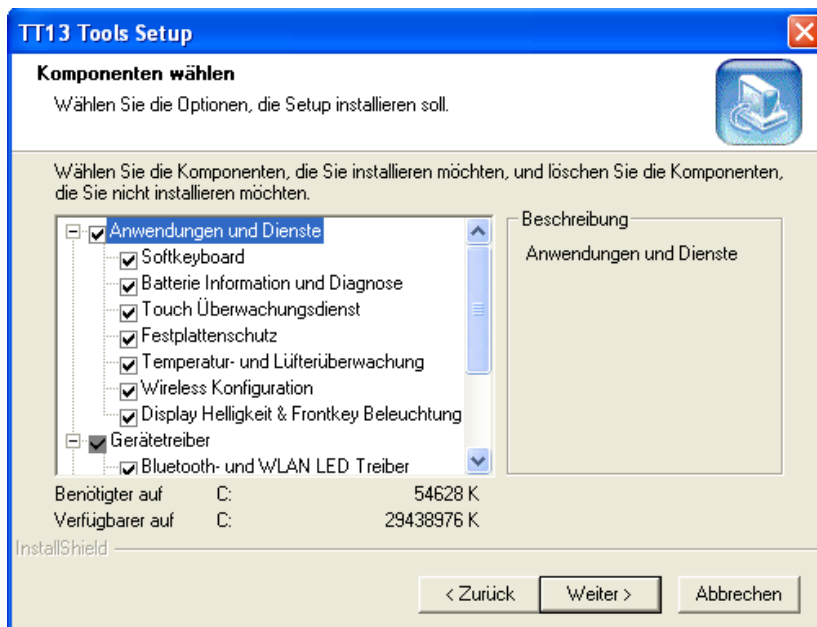 TT13 Tools Setup
Komponenten wählen
Wählen Sie die Optionen, die Setup installieren soll.
Wählen Sie die Komponenten, die Sie installieren möchten, und löschen Sie die Komponenten,
die Sie nicht installieren möchten.
Anwendungen und Dienste
Softkeyboard
Batterie Information und Diagnose
Touch Überwachungsdienst
Festplattenschutz
Temperatur- und Lüfterüberwachung
Wireless Konfiguration
Display Helligkeit & Frontkey Beleuchtung
Gerätetreiber
Bluetooth- und WLAN LED Treiber
Beschreibung
Anwendungen und Dienste
Benötigter auf C: 54628 K
Verfügbarer auf C: 29438976 K
InstallShield
< Zurück Weiter > Abbrechen